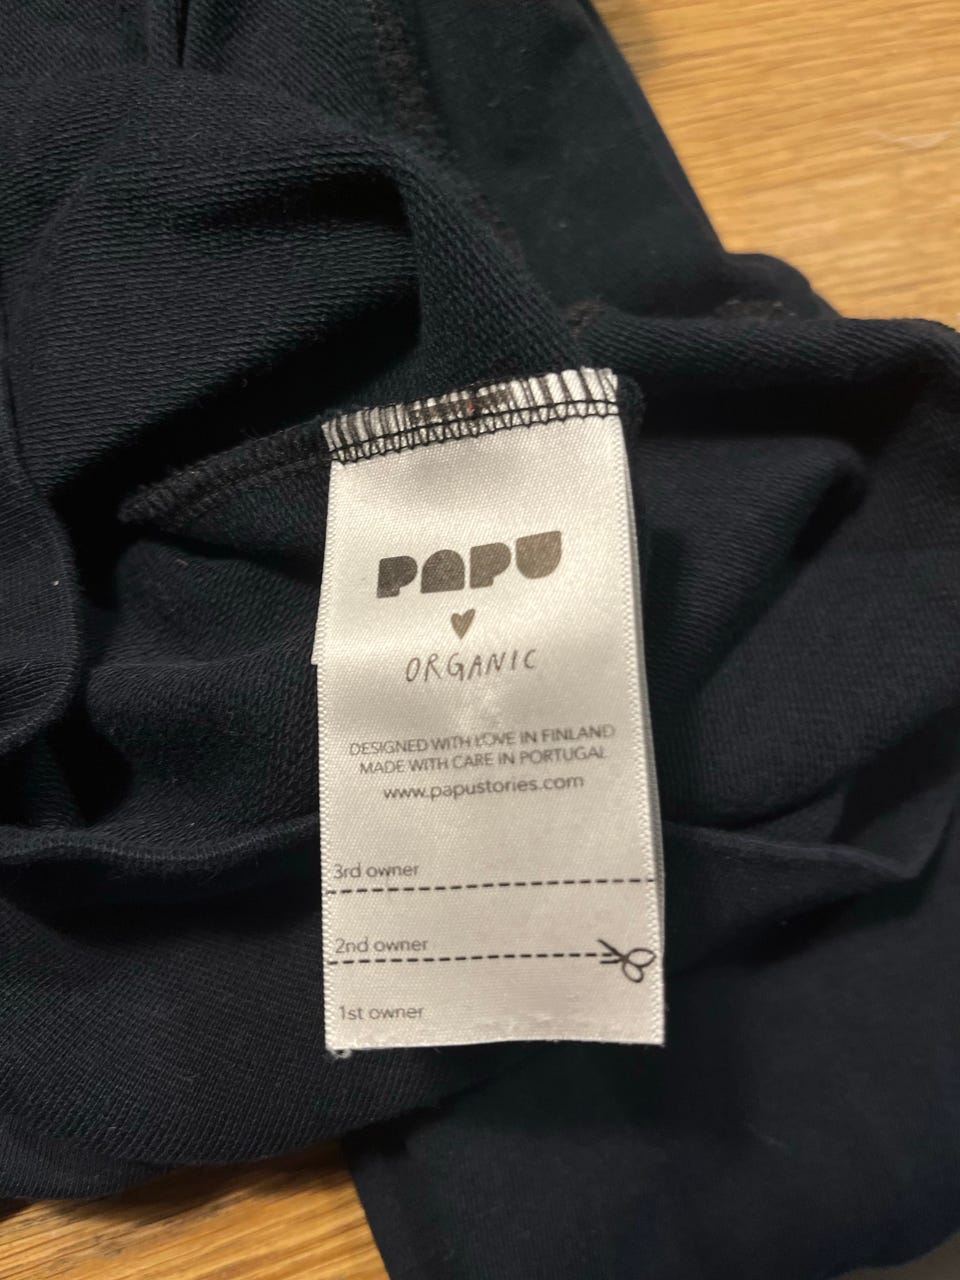 PAPU
ORGANIC
DESIGNED WITH LOVE IN FINLAND
MADE WITH CARE IN PORTUGAL
www.papustories.com
3rd owner
2nd owner
1st owner